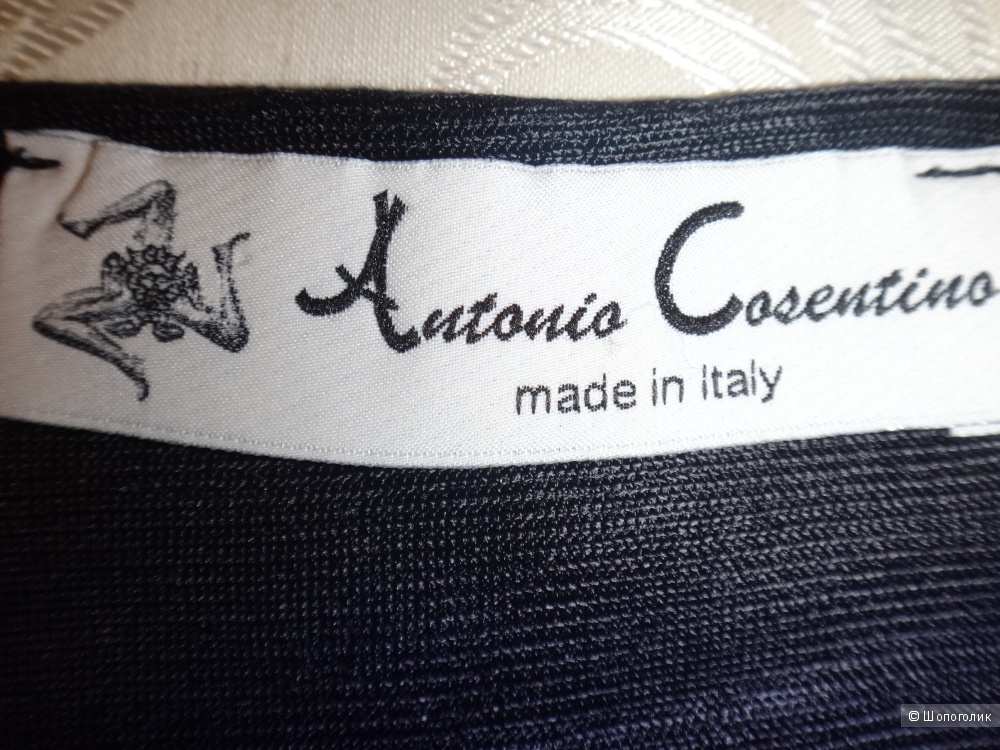 Antonio Cosentino
made in Italy
© Шопоголик